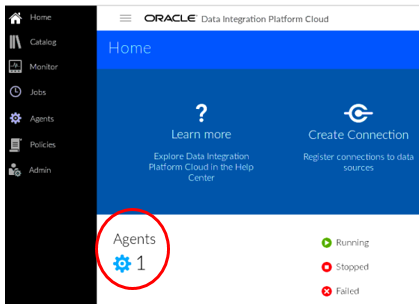 Home
Catalog
Monitor
Jobs
Agents
Policies
Admin
ORACLE Data Integration Platform Cloud
Home
?
Learn more
Explore Data Integration
Platform Cloud in the Help
Center
Create Connection
Register connections to data
sources
Agents
1
Running
Stopped
Failed